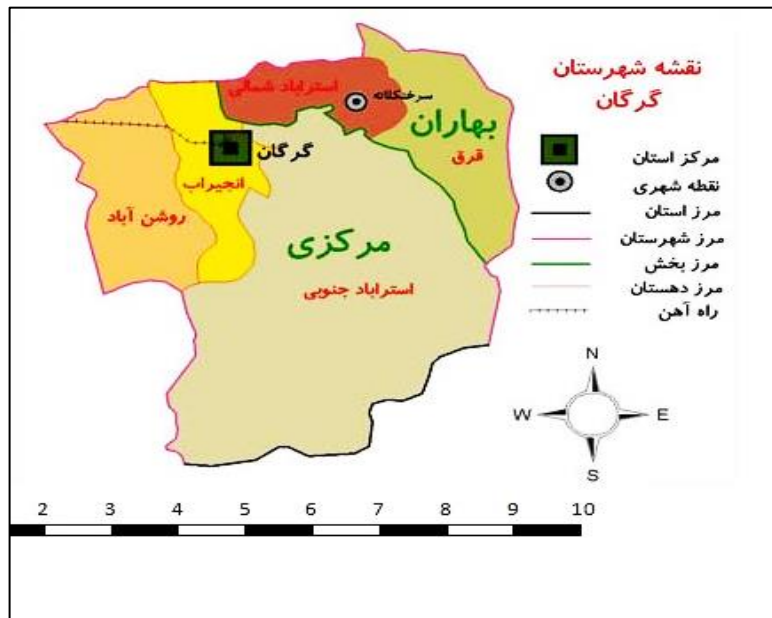 نقشه شهرستان
گرگان
مرکز استان
نقطه شهری
مرز استان
مرز شهرستان
مرز بخش
مرز دهستان
راه آهن
استراباد شمالی
سرخنکلاته
بهاران
قرق
گرگان
انجیراب
روشن آباد
مرکزی
استراباد جنوبی
N
W E
S
2 3 4 5 6 7 8 9 10